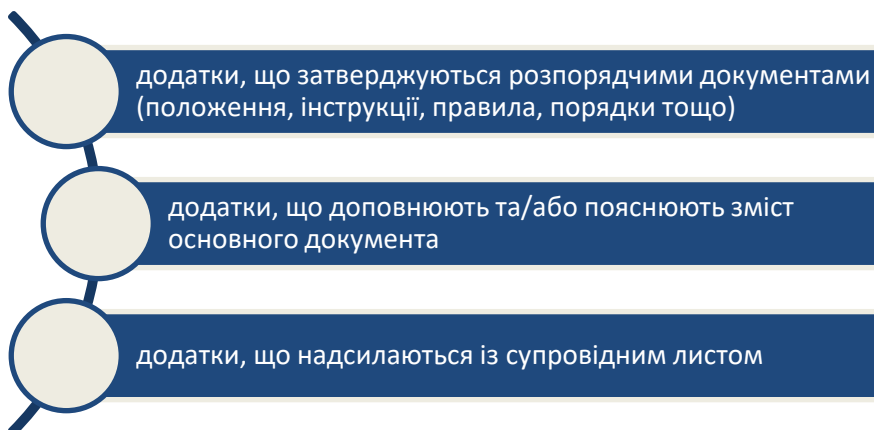 додатки, що затверджуються розпорядчими документами
(положення, інструкції, правила, порядки тощо)
додатки, що доповнюють та/або пояснюють зміст
основного документа
додатки, що надсилаються із супровідним листом